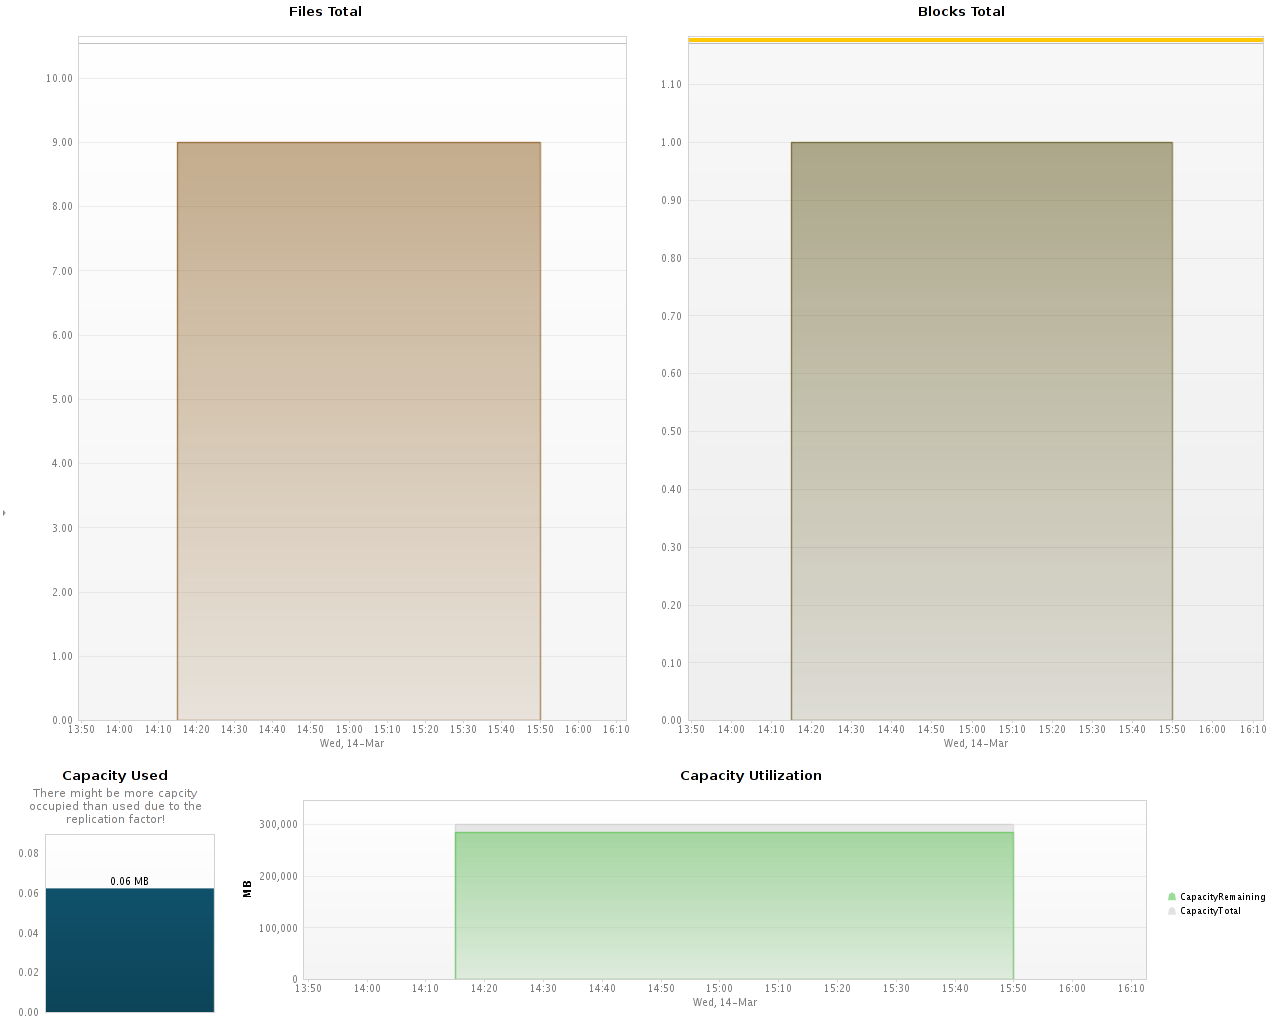 Files Total
10.00
9.00
8.00
7.00
6.00
5.00
4.00
3.00
2.00
1.00
0.00
13:50 14:00 14:10 14:20 14:30 14:40 14:50 15:00 15:10 15:20 15:30 15:40 15:50 16:00 16:10
Wed, 14-Mar
Blocks Total
1.10
1.00
0.90
0.80
0.70
0.60
0.50
0.40
0.30
0.20
0.10
0.00
13:50 14:00 14:10 14:20 14:30 14:40 14:50 15:00 15:10 15:20 15:30 15:40 15:50 16:00 16:10
Wed, 14-Mar
Capacity Used
There might be more capcity
occupied than used due to the
replication factor!
0.08
0.06 MB
0.06
0.04
0.02
0.00
Capacity Utilization
MB
300,000
200,000
100,000
0
13:50 14:00 14:10 14:20 14:30 14:40 14:50 15:00 15:10 15:20 15:30 15:40 15:50 16:00 16:10
Wed, 14-Mar
CapacityRemaining
CapacityTotal